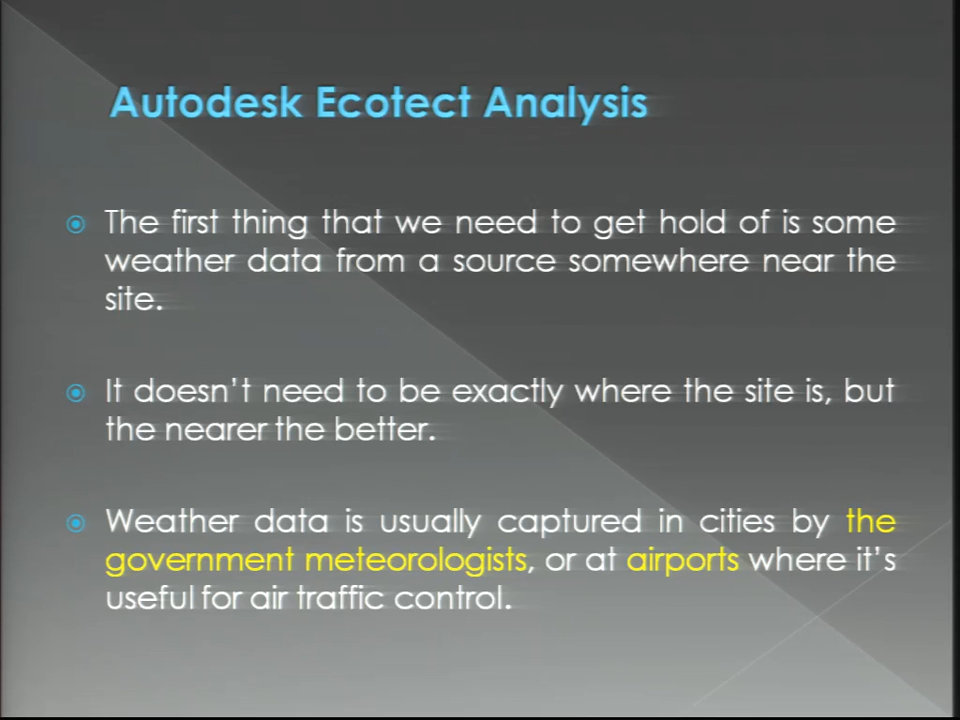 Autodesk Ecotect Analysis
The first thing that we need to get hold of is some
weather data from a source somewhere near the
site.
It doesn't need to be exactly where the site is, but
the nearer the better.
Weather data is usually captured in cities by the
government meteorologists, or at airports where it's
useful for air traffic control.